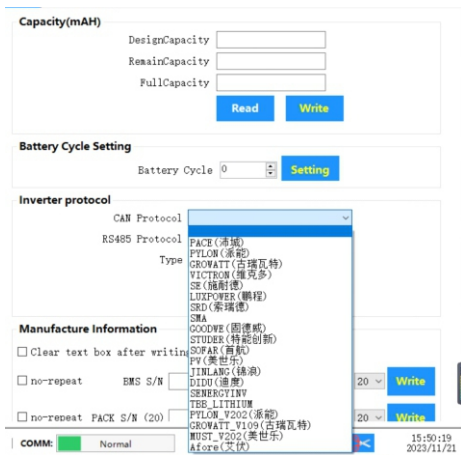 Capacity(mAH)
DesignCapacity
RemainCapacity
FullCapacity
Read Write
Battery Cycle Setting
Battery Cycle 0 Setting
Inverter protocol
CAN Protocol
RS485 Protocol
Type
PACE(沛城)
PYLON(派能)
GROWATT(古瑞瓦特)
VICTRON(维克多)
SE(施耐德)
LUXPOWER(鹏程)
SRD(索瑞德)
SMA
GOODWE(固德威)
STUDER(特能创新)
SOFAR(首航)
PV(美世乐)
JINLANG(锦浪)
DIDU(迪度)
SENERGYINV
TBB_LITHIUM
PYLON_V202(派能)
GROWATT_V109(古瑞瓦特)
MUST_V202(美世乐)
Afore(艾伏)
Manufacture Information
Clear text box after writin
no-repeat BMS S/N 20 Write
no-repeat PACK S/N (20) 20 Write
COMM: Normal
15:50:19
2023/11/21